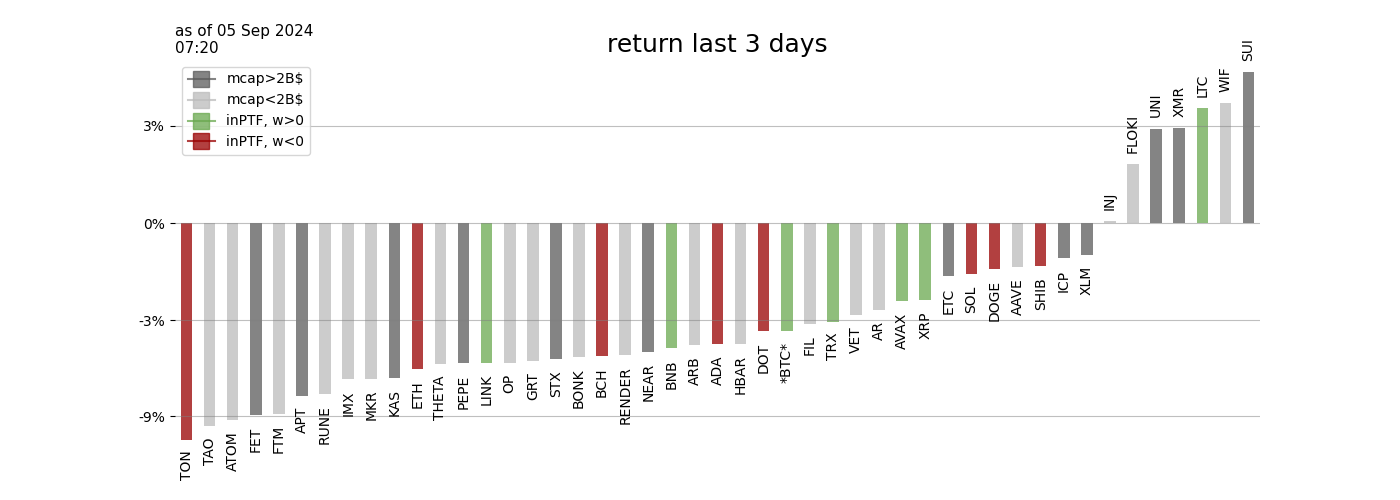 as of 05 Sep 2024
07:20
return last 3 days
mcap>2B$
mcap<2B$
inPTF, w>0
inPTF, w<0
3%
0%
-3%
-9%
TON
TAO
ATOM
FET
FTM
APT
RUNE
IMX
MKR
KAS
ETH
THETA
PEPE
LINK
OP
GRT
STX
BONK
BCH
RENDER
NEAR
BNB
ARB
ADA
HBAR
DOT
*BTC*
FIL
TRX
VET
AR
AVAX
XRP
ETC
SOL
DOGE
AAVE
SHIB
ICP
XLM
INJ
FLOKI
UNI
XMR
LTC
WIF
SUI